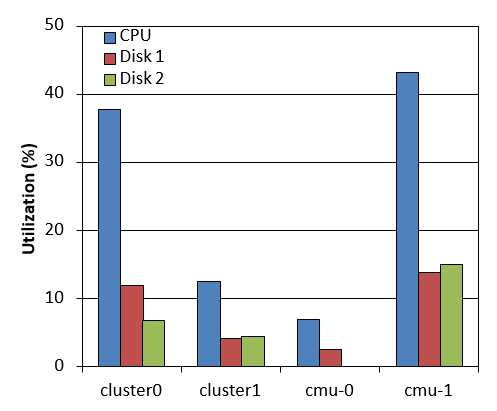 50
40
30
20
10
0
Utilization (%)
CPU
Disk 1
Disk 2
cluster0 cluster1 cmu-0 cmu-1